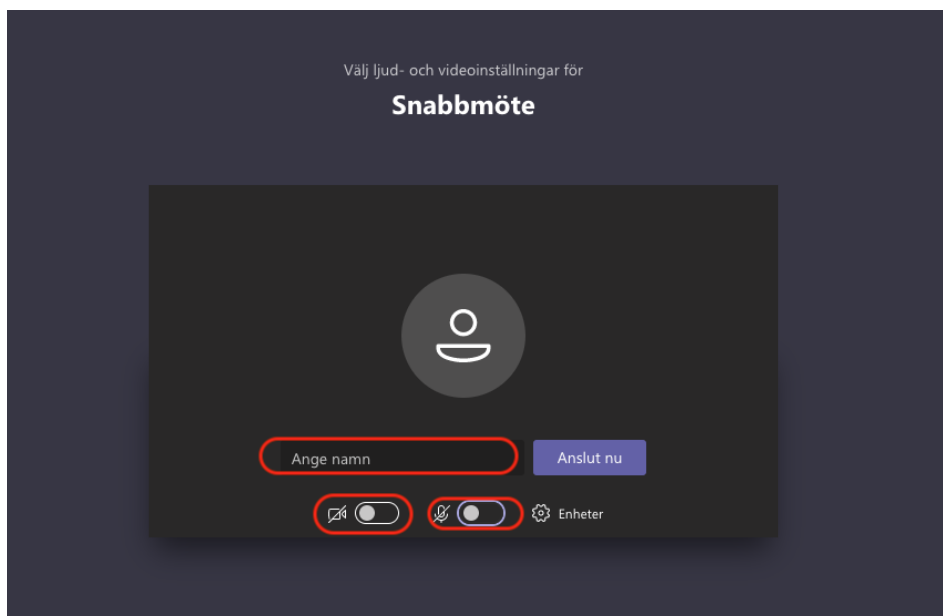 Välj ljud- och videoinställningar för
Snabbmöte
Ange namn
Anslut nu
Enheter